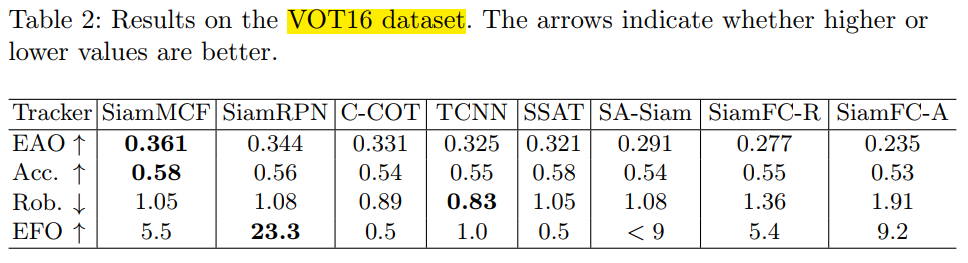 Table 2: Results on the VOT16 dataset. The arrows indicate whether higher or
lower values are better.
Tracker SiamMCF SiamRPN C-COT TCNN SSAT SA-Siam SiamFC-R SiamFC-A
EAO ↑ 0.361 0.344 0.331 0.325 0.321 0.291 0.277 0.235
Acc. ↑ 0.58 0.56 0.54 0.55 0.58 0.54 0.55 0.53
Rob. ↓ 1.05 1.08 0.89 0.83 1.05 1.08 1.36 1.91
EFO ↑ 5.5 23.3 0.5 1.0 0.5 < 9 5.4 9.2